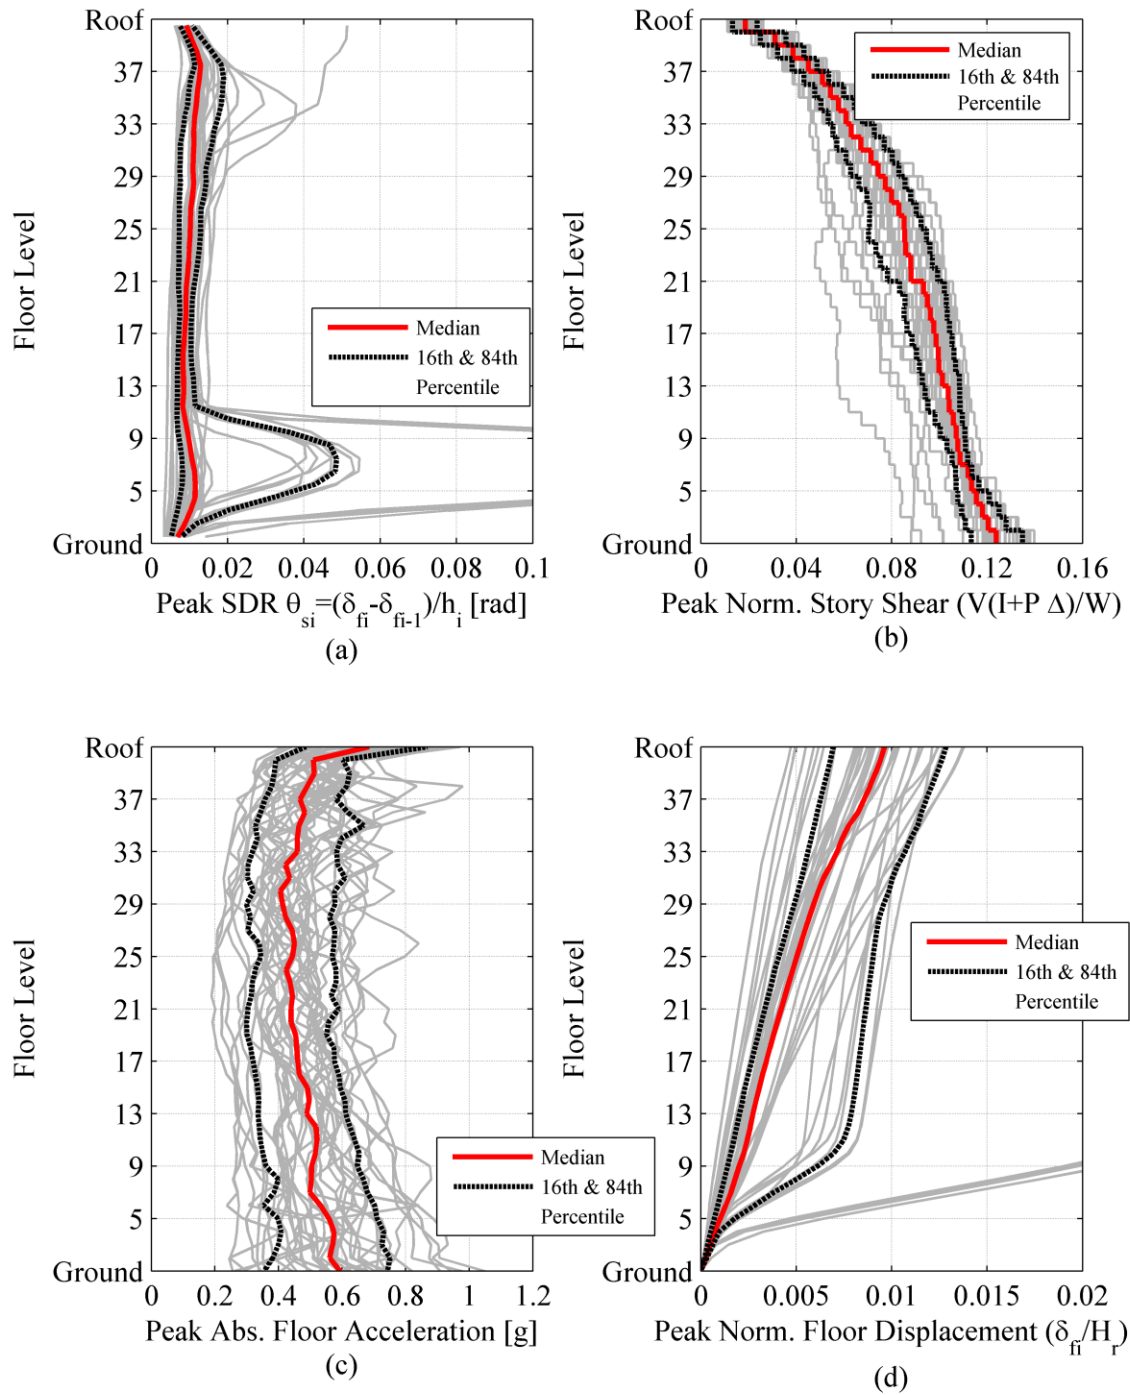 Roof
37
33
29
25
21
17
13
9
5
Ground
Floor Level
Median
16th & 84th
Percentile
0 0.02 0.04 0.06 0.08 0.1
Peak SDR θsi=(δfi-δfi-1)/hi [rad]
(a)
Roof
37
33
29
25
21
17
13
9
5
Ground
Floor Level
Median
16th & 84th
Percentile
0 0.04 0.08 0.12 0.16
Peak Norm. Story Shear (V(I+P Δ)/W)
(b)
Roof
37
33
29
25
21
17
13
9
5
Ground
Floor Level
Median
16th & 84th
Percentile
0 0.2 0.4 0.6 0.8 1 1.2
Peak Abs. Floor Acceleration [g]
(c)
Roof
37
33
29
25
21
17
13
9
5
Ground
Floor Level
Median
16th & 84th
Percentile
0 0.005 0.01 0.015 0.02
Peak Norm. Floor Displacement (δfi/Hr)
(d)